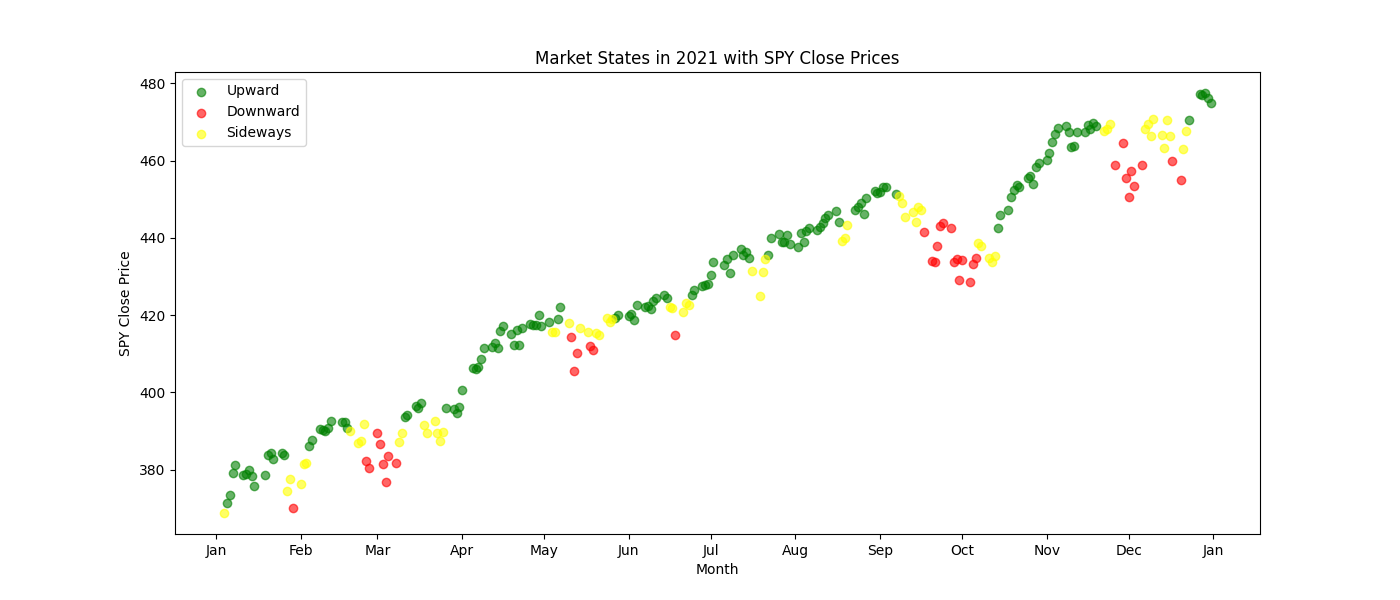 Market States in 2021 with SPY Close Prices
Upward
Downward
Sideways
480
460
440
420
400
380
SPY Close Price
Jan Feb Mar Apr May Jun Jul Aug Sep Oct Nov Dec Jan
Month